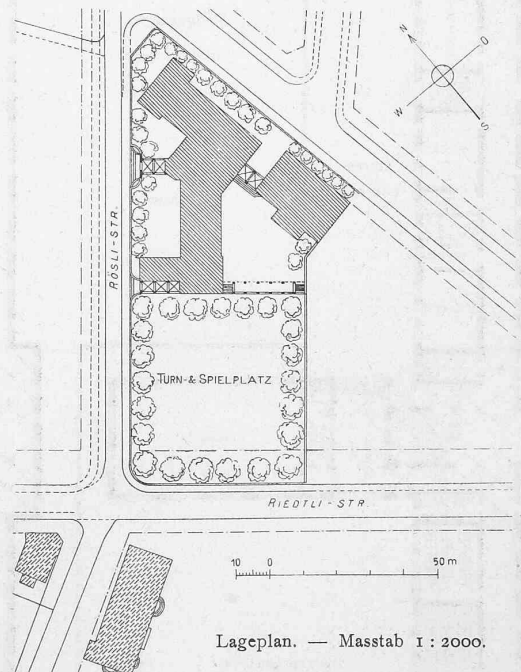 N
O
W
S
RÖSLI-STR.
TURN- & SPIELPLATZ
RIEDTLI-STR.
10 0 50 m
Lageplan. — Masstab 1 : 2000.